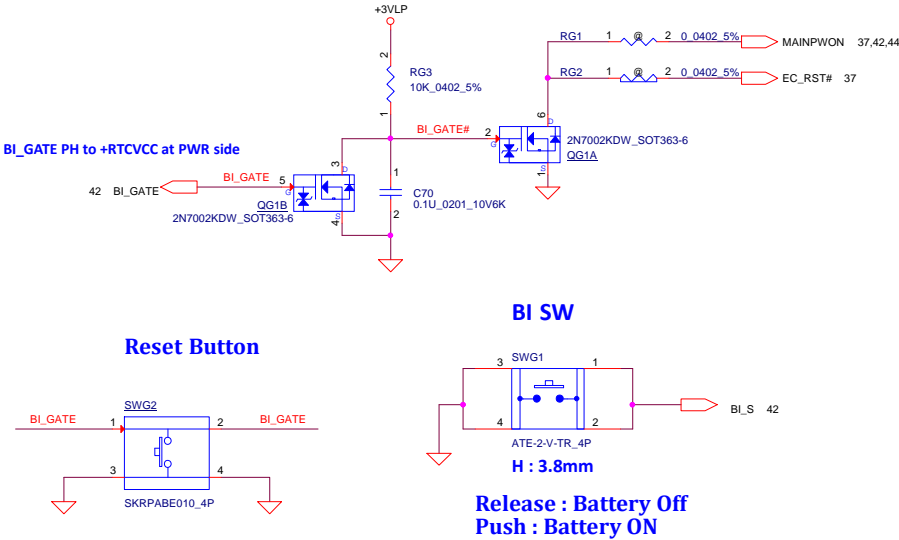 +3VLP
RG1 1 @ 2 0_0402_5% MAINPWON 37,42,44
2
RG3
10K_0402_5%
1
RG2 1 @ 2 0_0402_5% EC_RST# 37
6
D
BI_GATE# 2
G
2N7002KDW_SOT363-6
QG1A
S
1
BI_GATE PH to +RTCVCC at PWR side
3
D
42 BI_GATE BI_GATE 5
G
QG1B
2N7002KDW_SOT363-6
S
4
1
C70
0.1U_0201_10V6K
2
BI SW
Reset Button
SWG1
3 1
4 2
BI_S 42
ATE-2-V-TR_4P
H : 3.8mm
SWG2
BI_GATE 1 2 BI_GATE
3 4
SKRPABE010_4P
Release : Battery Off
Push : Battery ON